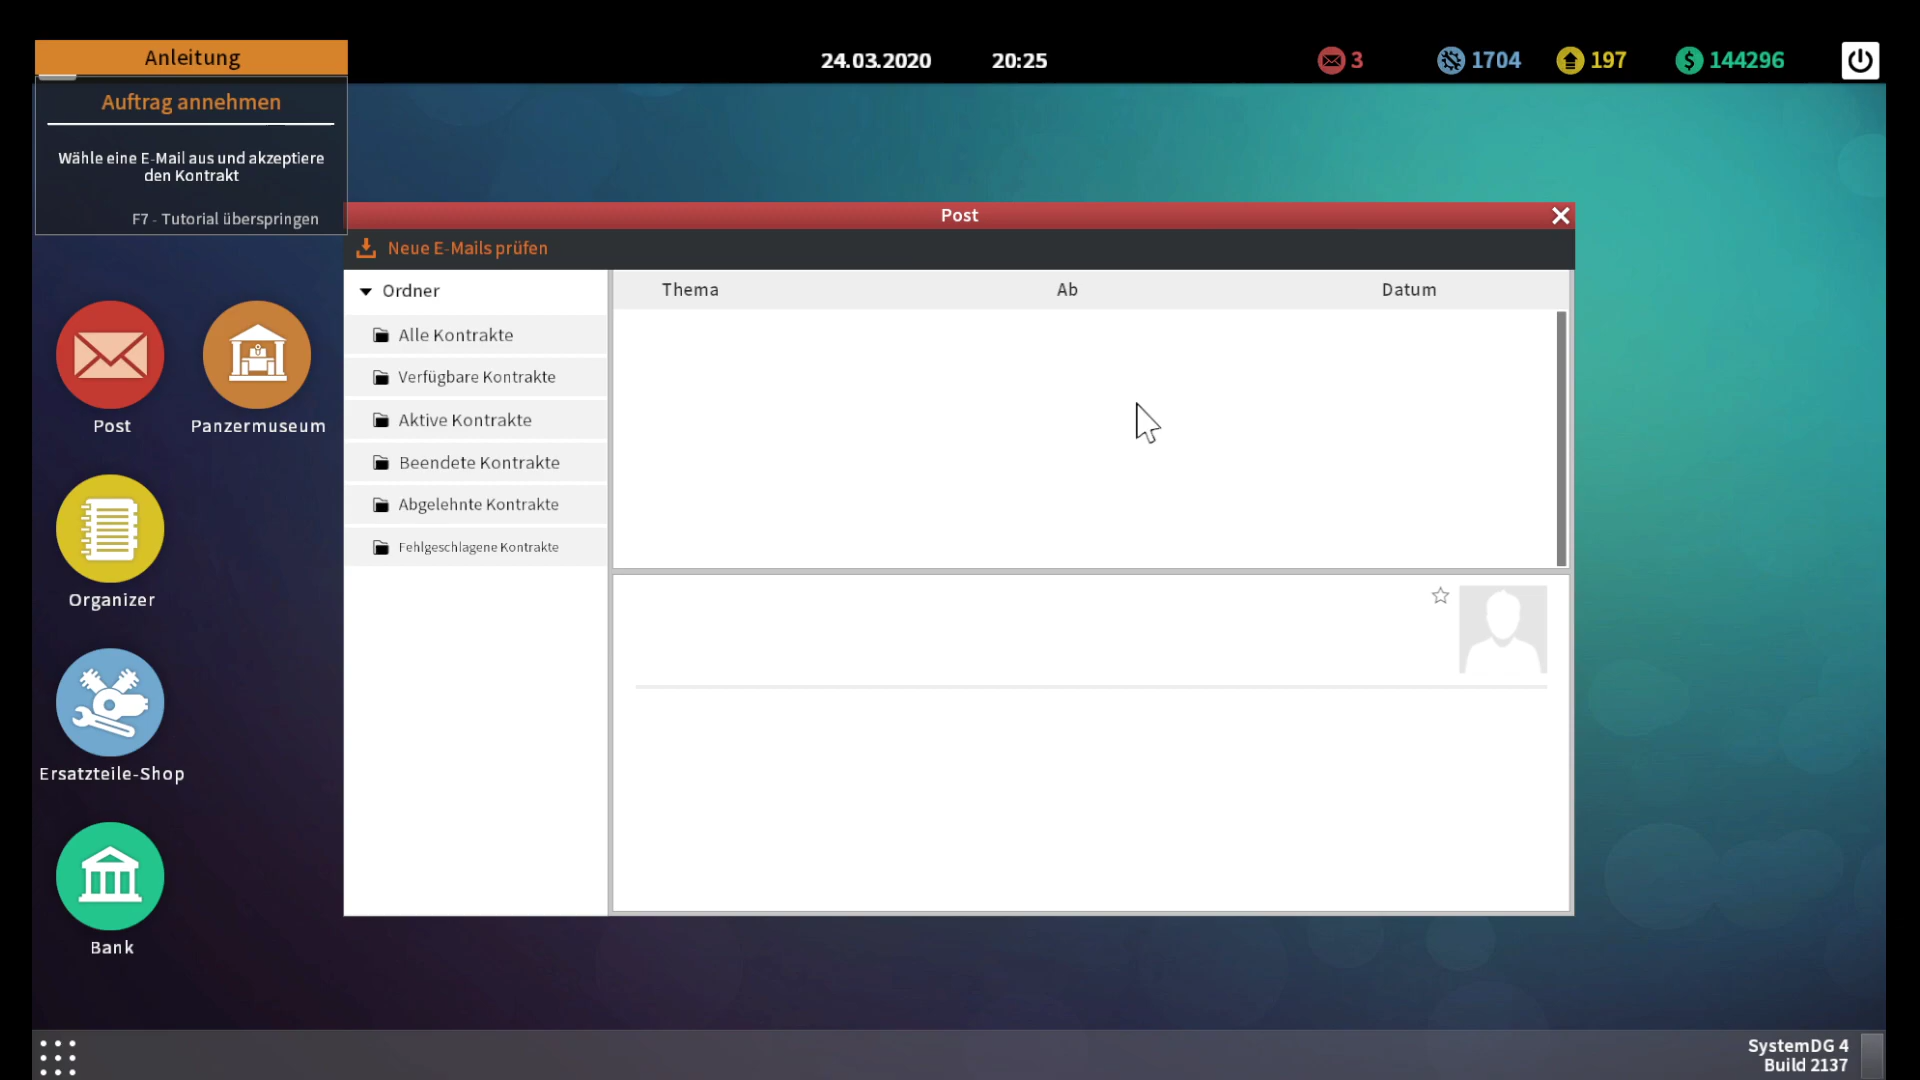 Anleitung
24.03.2020
20:25
3
1704
197
144296
Auftrag annehmen
Wähle eine E-Mail aus und akzeptiere
den Kontrakt
F7 - Tutorial überspringen
Post
Neue E-Mails prüfen
Ordner
Thema
Ab
Datum
Alle Kontrakte
Verfügbare Kontrakte
Aktive Kontrakte
Beendete Kontrakte
Abgelehnte Kontrakte
Fehlgeschlagene Kontrakte
Post
Panzermuseum
Organizer
Ersatzteile-Shop
Bank
SystemDG 4
Build 2137